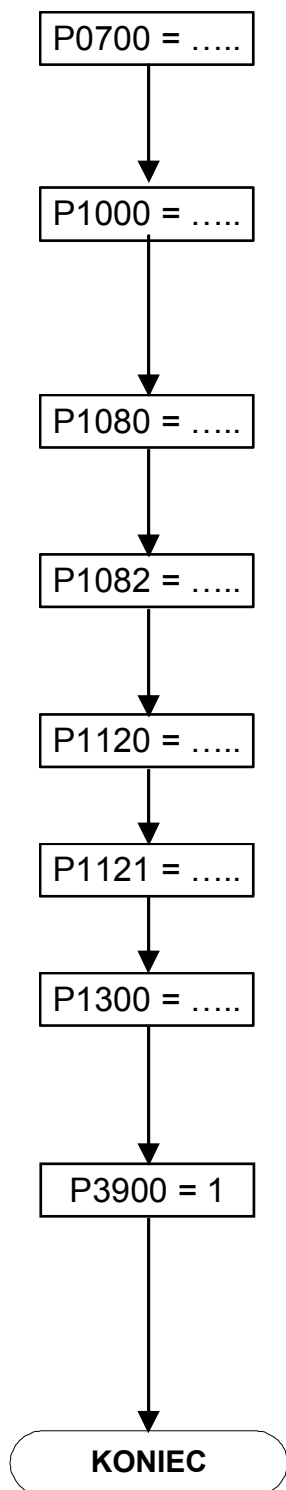 P0700 = …..
P1000 = …..
P1080 = …..
P1082 = …..
P1120 = …..
P1121 = …..
P1300 = …..
P3900 = 1
KONIEC